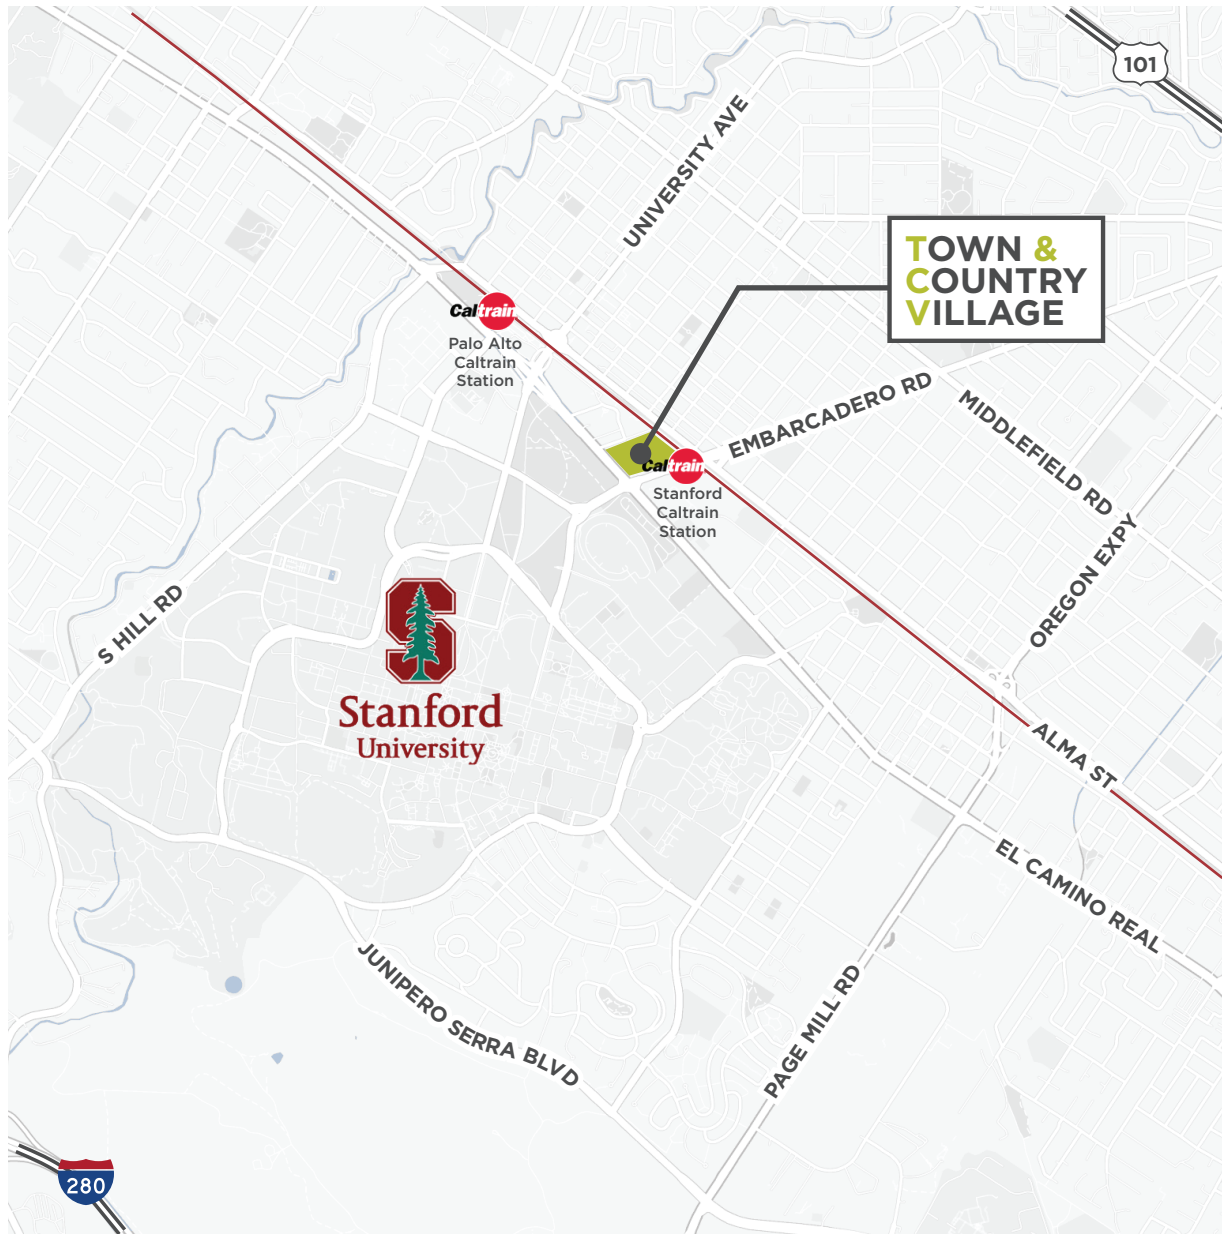 101
UNIVERSITY AVE
TOWN &
COUNTRY
VILLAGE
Caltrain
Palo Alto
Caltrain
Station
EMBARCADERO RD
MIDDLEFIELD RD
Caltrain
Stanford
Caltrain
Station
OREGON EXPY
S HILL RD
S
Stanford
University
ALMA ST
EL CAMINO REAL
JUNIPERO SERRA BLVD
PAGE MILL RD
280